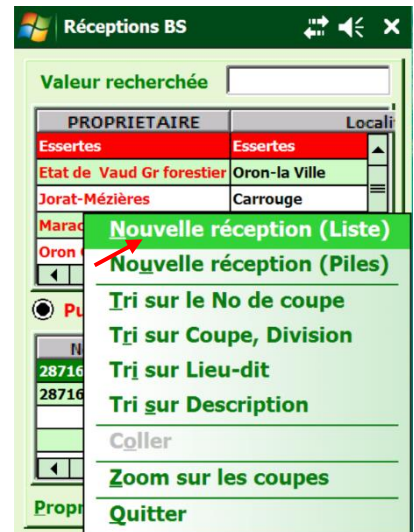 Réceptions BS
Valeur recherchée
PROPRIETAIRE Locali
Essertes Essertes
Etat de Vaud Gr forestier Oron-la Ville
Jorat-Mézières Carrouge
Marac
Oron
Nouvelle réception (Liste)
Nouvelle réception (Piles)
Tri sur le No de coupe
Tri sur Coupe, Division
Tri sur Lieu-dit
Tri sur Description
Coller
Zoom sur les coupes
Quitter
Pu
N
28716
28716
Propr